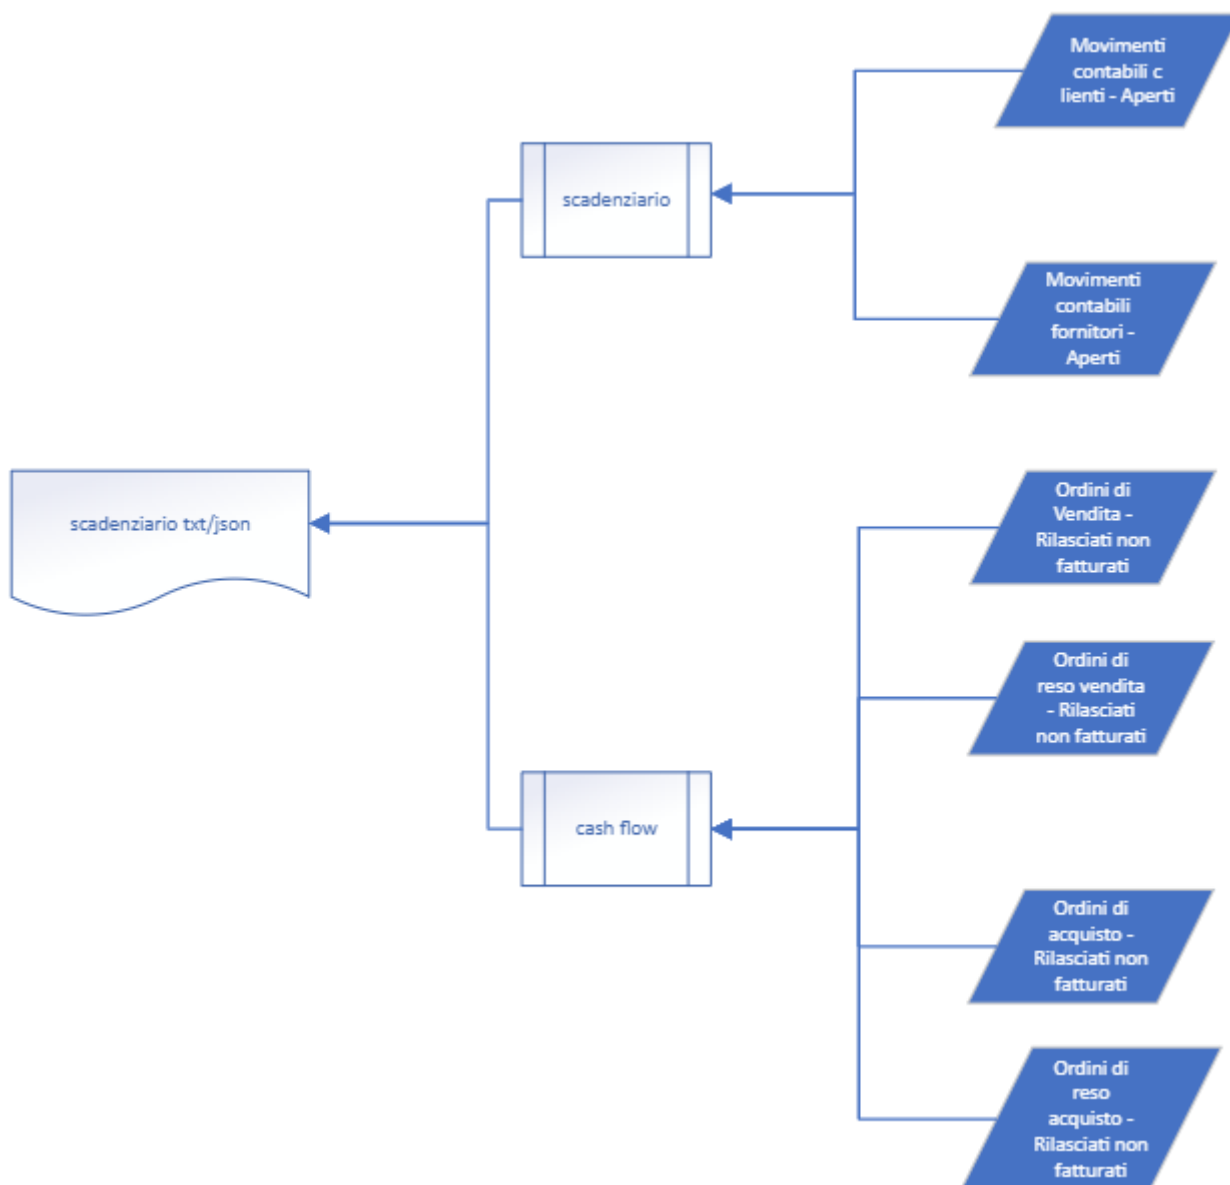 Movimenti
contabili c
lienti - Aperti
scadenziario
Movimenti
contabili
fornitori -
Aperti
scadenziario txt/json
Ordini di
Vendita -
Rilasciati non
fatturati
Ordini di
reso vendita
- Rilasciati
non fatturati
cash flow
Ordini di
acquisto -
Rilasciati non
fatturati
Ordini di
reso
acquisto -
Rilasciati non
fatturati